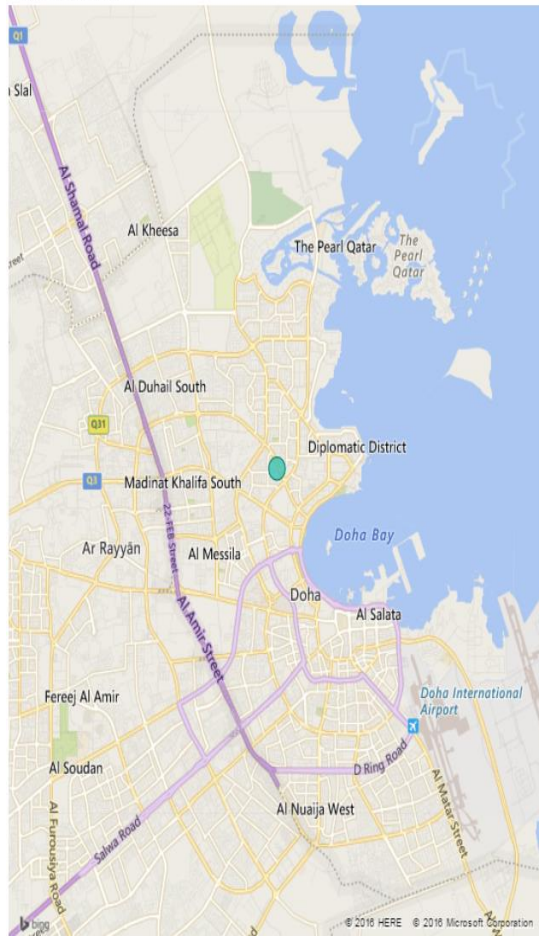 Q1
Slal
Al Shamal Road
Al Kheesa
The Pearl Qatar
The
Pearl
Qatar
Al Duhail South
Q31
Diplomatic District
Q3
Madinat Khalifa South
22-FEB Street
Doha Bay
Ar Rayyān
Al Messila
Doha
Al Salata
Al Amir Street
Fereej Al Amir
Doha International
Airport
Al Soudan
D Ring Road
Al Matar Street
Al Nuaija West
Al Furousiya Road
Salwa Road
bing
© 2016 HERE © 2016 Microsoft Corporation